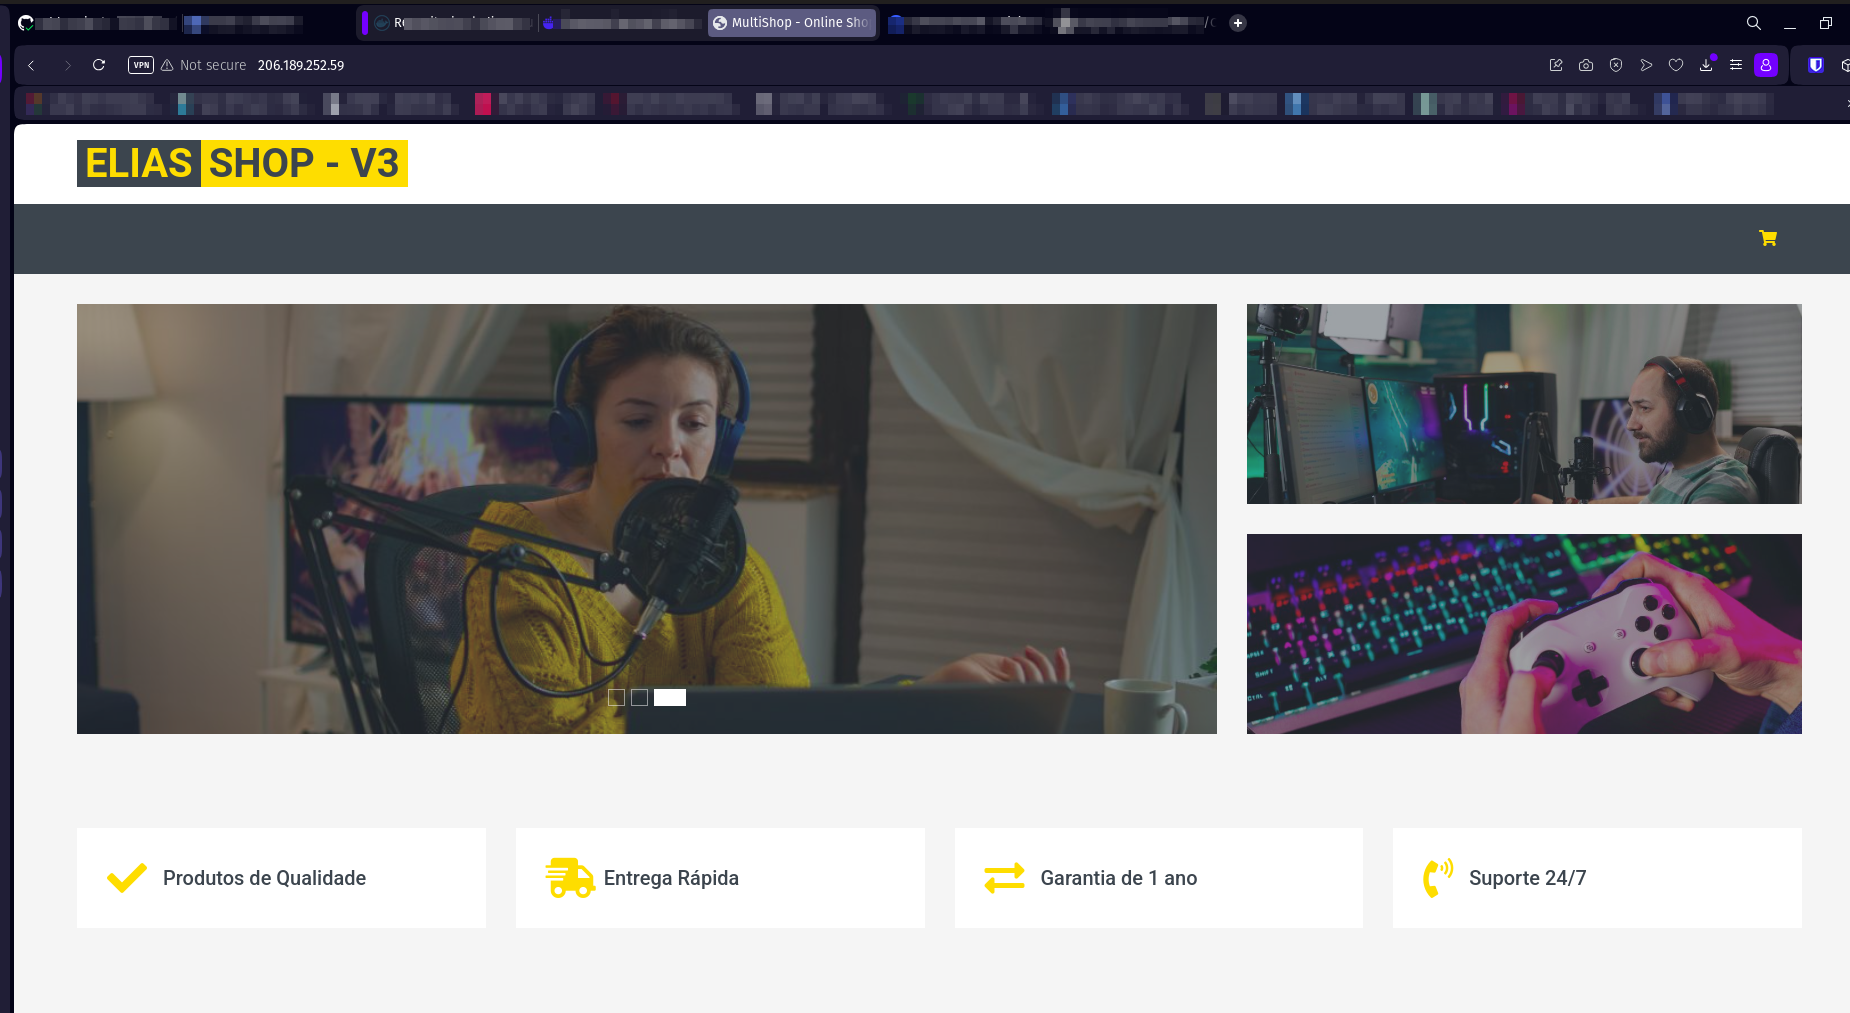 MultiShop - Online Sho
VPN Not secure 206.189.252.59
ELIAS SHOP - V3
Produtos de Qualidade
Entrega Rápida
Garantia de 1 ano
Suporte 24/7